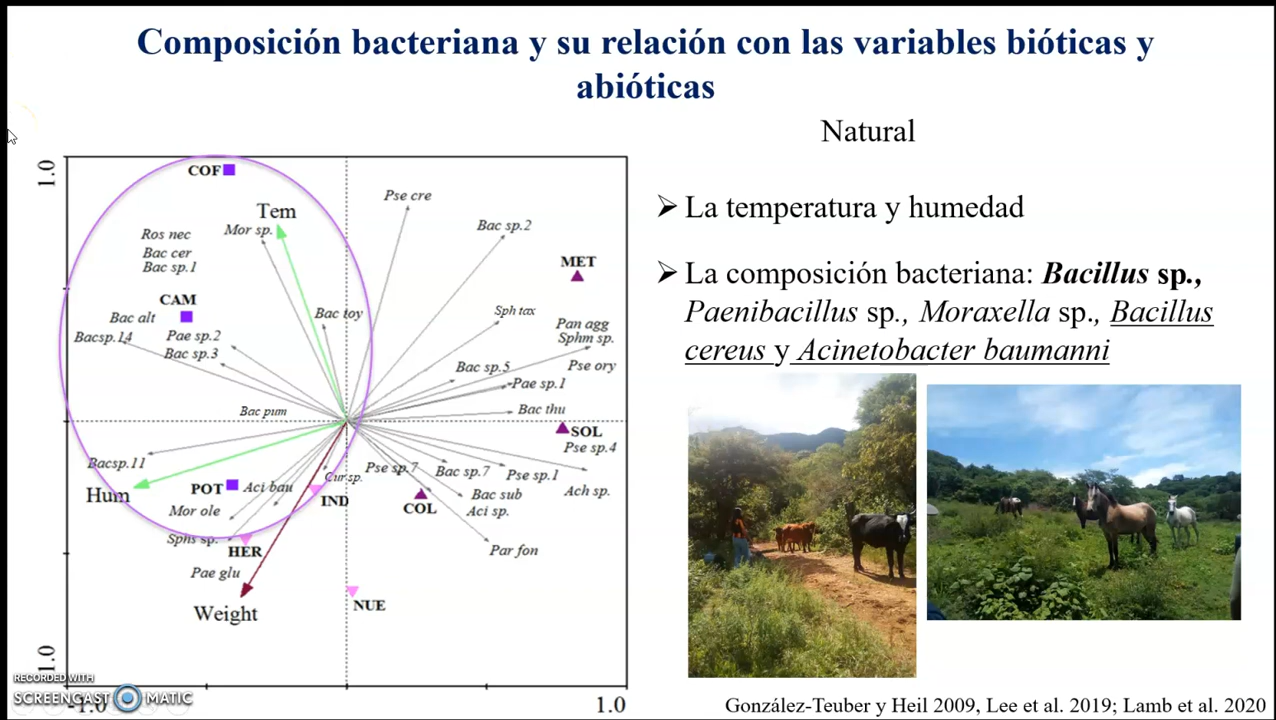 Composición bacteriana y su relación con las variables bióticas y
abióticas
Natural
1.0
COF
Tem
Pse cre
Mor sp.
Bac sp.2
Ros nec
Bac cer
Bac sp.1
MET
CAM
Bac alt
Bac toy
Sph tax
Pan agg
Bacsp.14
Pae sp.2
Sphm sp.
Bac sp.3
Bac sp.5
Pse ory
Pae sp.1
Bac pum
Bac thu
SOL
Pse sp.4
Bacsp.11
Pse sp.7
Bac sp.7
Pse sp.1
Cur sp.
Hum
POT
Aci bau
IND
COL
Bac sub
Ach sp.
Mor ole
Aci sp.
Sphs sp.
HER
Par fon
Pae glu
Weight
NUE
1.0
-1.0
1.0
➢ La temperatura y humedad
➢ La composición bacteriana: Bacillus sp.,
Paenibacillus sp., Moraxella sp., Bacillus
cereus y Acinetobacter baumanni
González-Teuber y Heil 2009, Lee et al. 2019; Lamb et al. 2020
RECORDED WITH
SCREENCAST MATIC